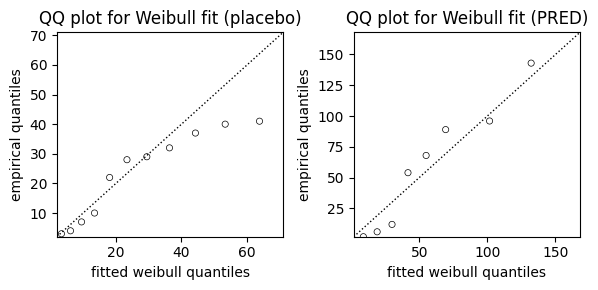 QQ plot for Weibull fit (placebo)
70
60
50
40
30
20
10
empirical quantiles
20 40 60
fitted weibull quantiles
QQ plot for Weibull fit (PRED)
150
125
100
75
50
25
empirical quantiles
50 100 150
fitted weibull quantiles